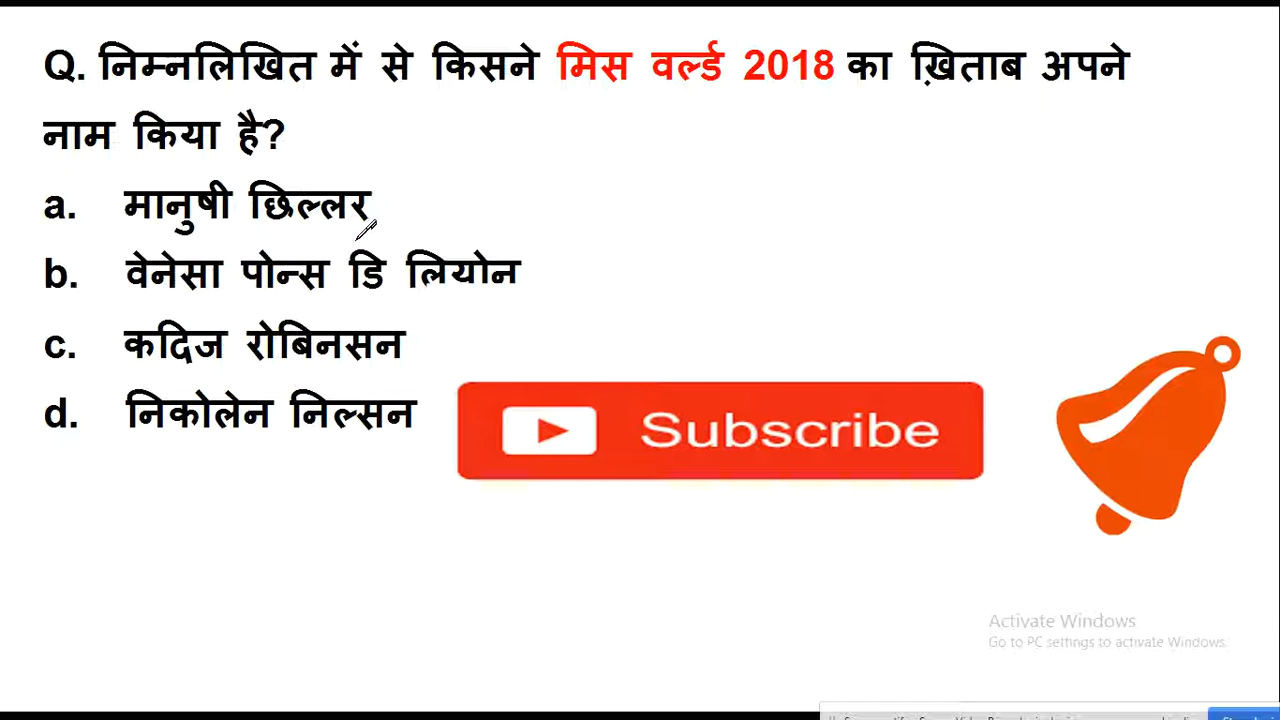 Q. निम्नलिखित में से किसने मिस वर्ल्ड 2018 का ख़िताब अपने
नाम किया है?
a. मानुषी छिल्लर
b. वेनेसा पोन्स डि लियोन
c. कदिज रोबिनसन
d. निकोलेन निल्सन
Subscribe
Activate Windows
Go to PC settings to activate Windows.